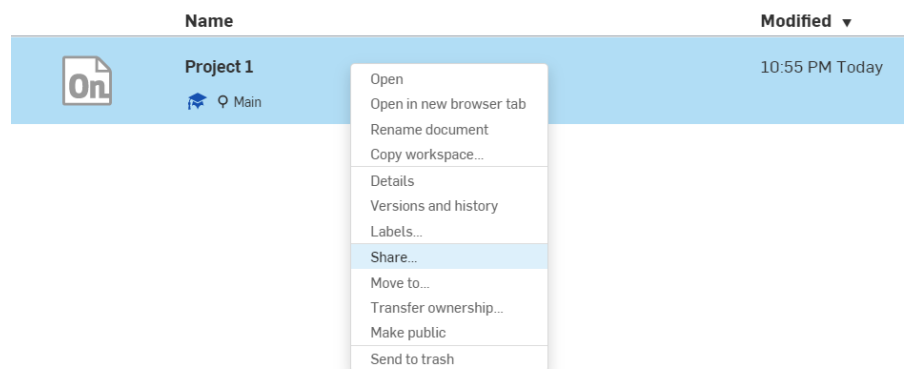 Name Modified ▼
Project 1 10:55 PM Today
On
Main
Open
Open in new browser tab
Rename document
Copy workspace...
Details
Versions and history
Labels...
Share...
Move to...
Transfer ownership...
Make public
Send to trash